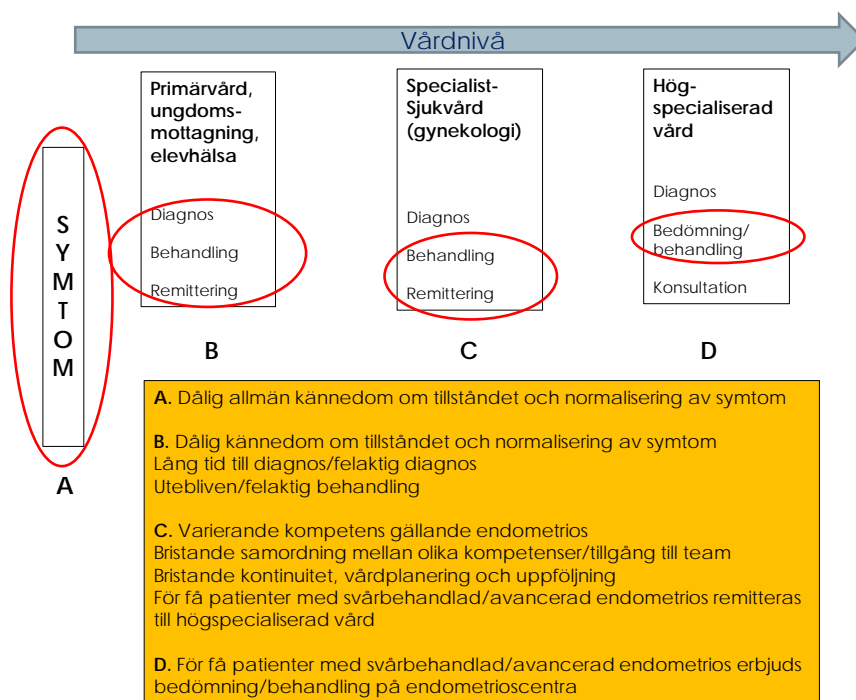 Vårdnivå
Primärvård,
ungdoms-
mottagning,
elevhälsa
Diagnos
Behandling
Remittering
Specialist-
Sjukvård
(gynekologi)
Diagnos
Behandling
Remittering
Hög-
specialiserad
vård
Diagnos
Bedömning/
behandling
Konsultation
S
Y
M
T
O
M
A
B
C
D
A. Dålig allmän kännedom om tillståndet och normalisering av symtom
B. Dålig kännedom om tillståndet och normalisering av symtom
Lång tid till diagnos/felaktig diagnos
Utebliven/felaktig behandling
C. Varierande kompetens gällande endometrios
Bristande samordning mellan olika kompetenser/tillgång till team
Bristande kontinuitet, vårdplanering och uppföljning
För få patienter med svårbehandlad/avancerad endometrios remitteras
till högspecialiserad vård
D. För få patienter med svårbehandlad/avancerad endometrios erbjuds
bedömning/behandling på endometrioscentra